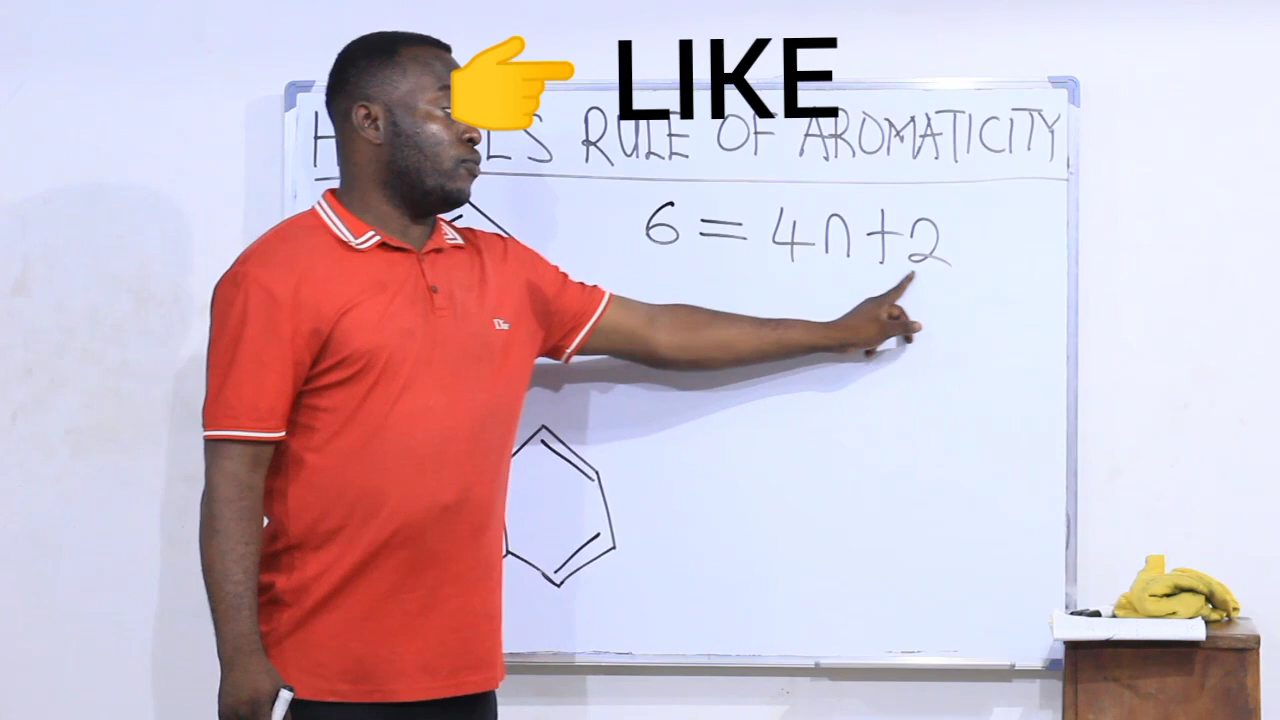 LIKE
RULE OF AROMATICITY
6 = 4n+2